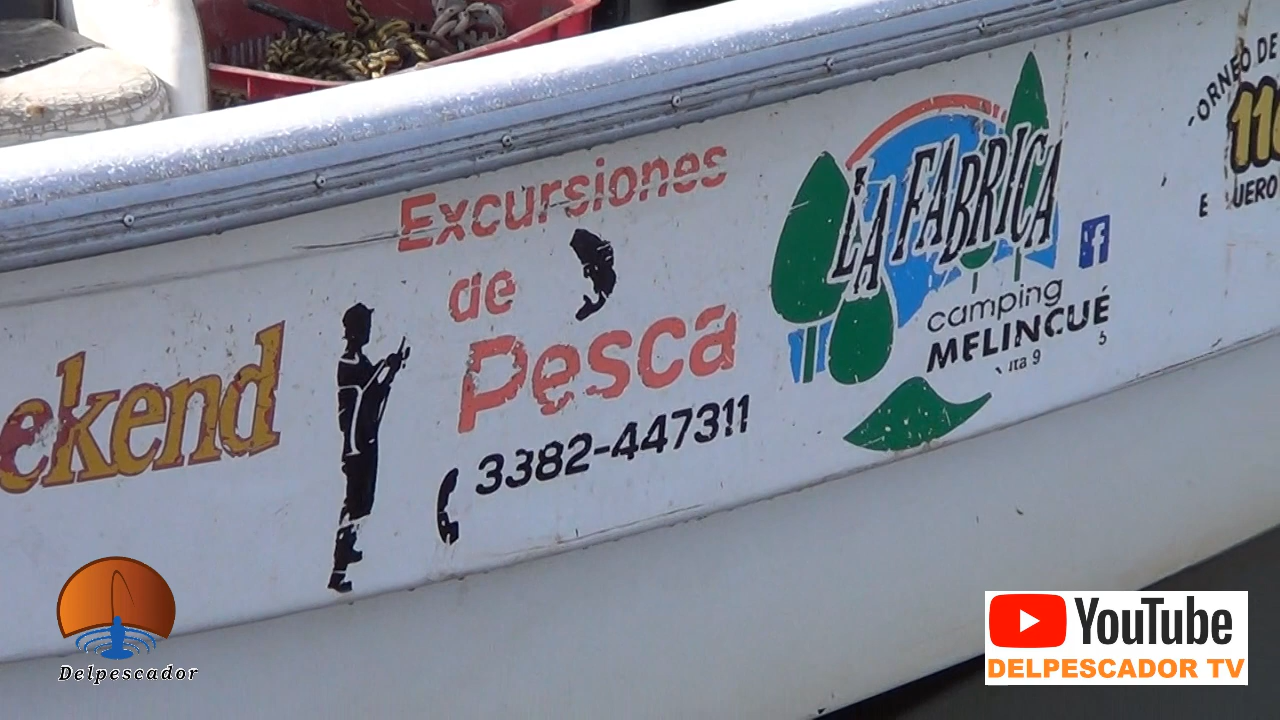 ekend
Excursiones
de
Pesca
3382-447311
LA FABRICA
camping
MELINCUÉ
f
Delpescador
YouTube
DELPESCADOR TV